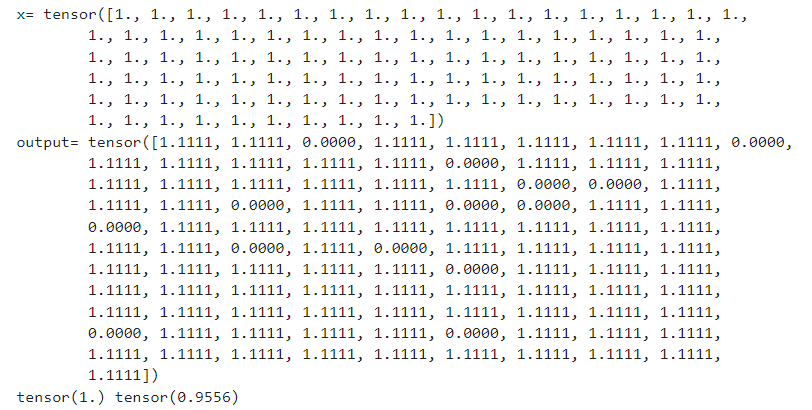 x= tensor([1., 1., 1., 1., 1., 1., 1., 1., 1., 1., 1., 1., 1., 1., 1., 1., 1., 1.,
1., 1., 1., 1., 1., 1., 1., 1., 1., 1., 1., 1., 1., 1., 1., 1., 1., 1.,
1., 1., 1., 1., 1., 1., 1., 1., 1., 1., 1., 1., 1., 1., 1., 1., 1., 1.,
1., 1., 1., 1., 1., 1., 1., 1., 1., 1., 1., 1., 1., 1., 1., 1., 1., 1.,
1., 1., 1., 1., 1., 1., 1., 1., 1., 1., 1., 1., 1., 1., 1., 1., 1., 1.,
1., 1., 1., 1., 1., 1., 1., 1., 1., 1.])
output= tensor([1.1111, 1.1111, 0.0000, 1.1111, 1.1111, 1.1111, 1.1111, 1.1111, 0.0000,
1.1111, 1.1111, 1.1111, 1.1111, 1.1111, 0.0000, 1.1111, 1.1111, 1.1111,
1.1111, 1.1111, 1.1111, 1.1111, 1.1111, 1.1111, 0.0000, 0.0000, 1.1111,
1.1111, 1.1111, 0.0000, 1.1111, 1.1111, 0.0000, 0.0000, 1.1111, 1.1111,
0.0000, 1.1111, 1.1111, 1.1111, 1.1111, 1.1111, 1.1111, 1.1111, 1.1111,
1.1111, 1.1111, 0.0000, 1.1111, 0.0000, 1.1111, 1.1111, 1.1111, 1.1111,
1.1111, 1.1111, 1.1111, 1.1111, 1.1111, 0.0000, 1.1111, 1.1111, 1.1111,
1.1111, 1.1111, 1.1111, 1.1111, 1.1111, 1.1111, 1.1111, 1.1111, 1.1111,
1.1111, 1.1111, 1.1111, 1.1111, 1.1111, 1.1111, 1.1111, 1.1111, 1.1111,
0.0000, 1.1111, 1.1111, 1.1111, 1.1111, 0.0000, 1.1111, 1.1111, 1.1111,
1.1111, 1.1111, 1.1111, 1.1111, 1.1111, 1.1111, 1.1111, 1.1111, 1.1111,
1.1111])
tensor(1.) tensor(0.9556)